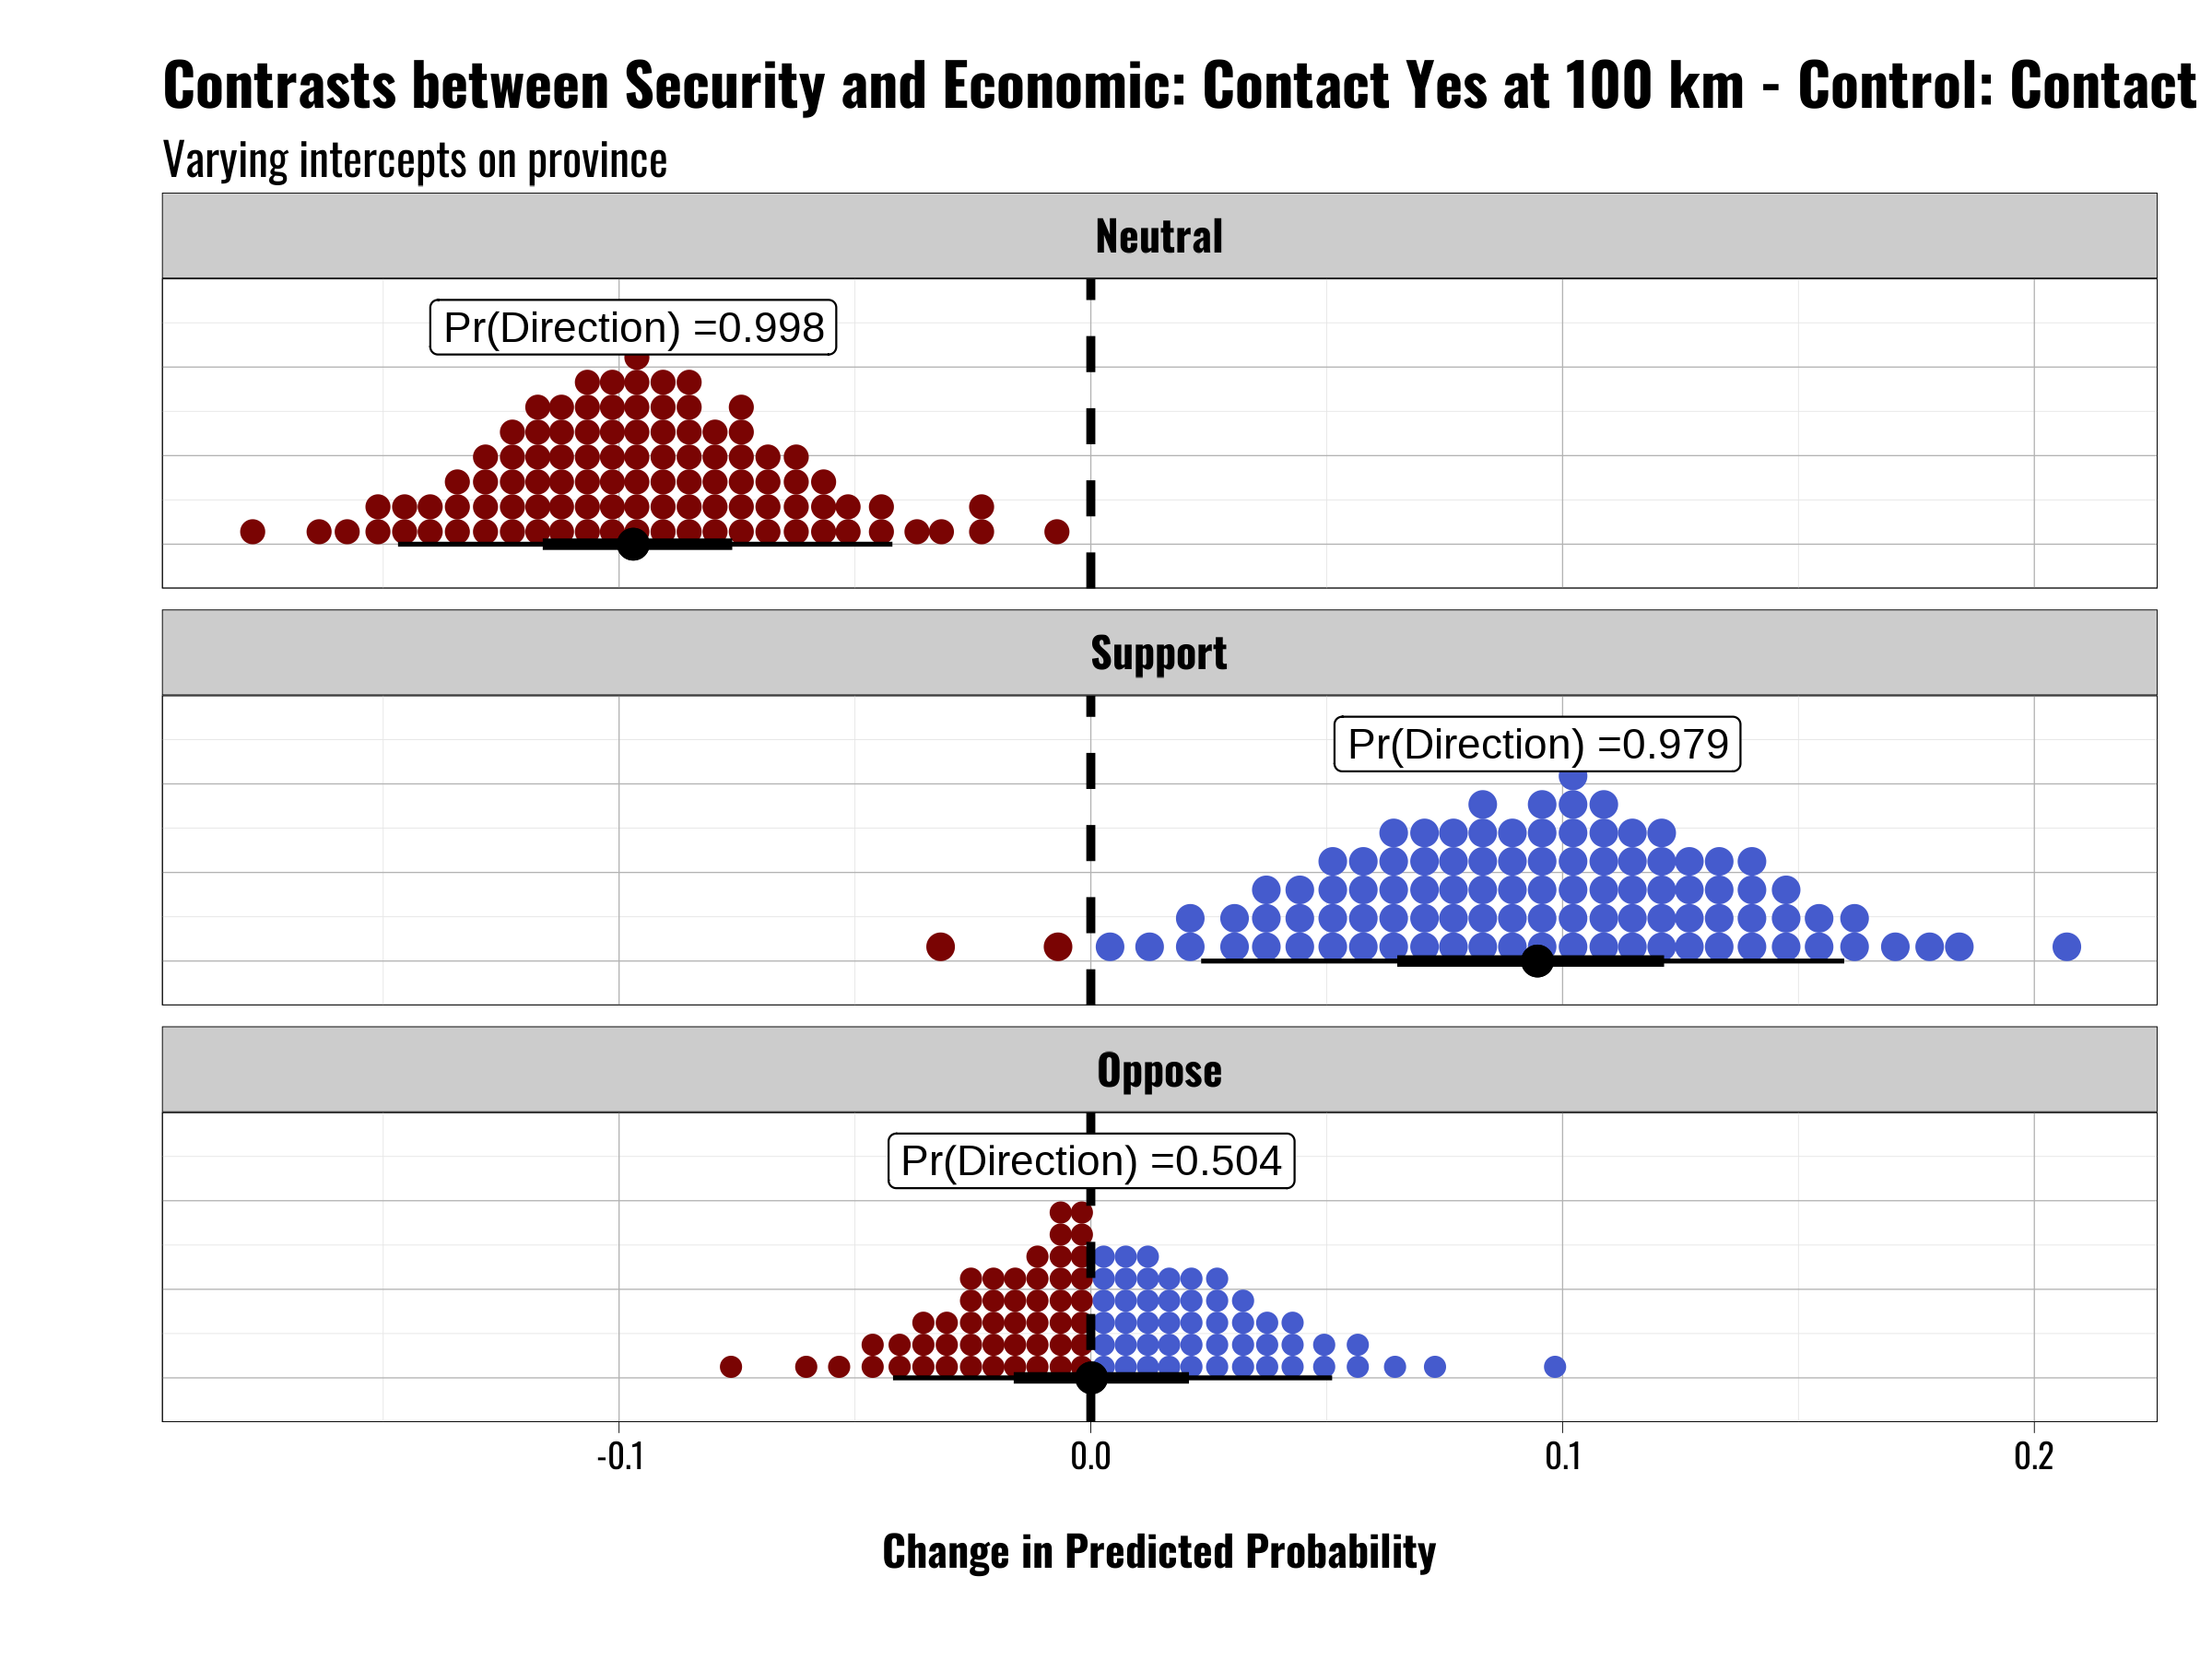 Contrasts between Security and Economic: Contact Yes at 100 km - Control: Contact
Varying intercepts on province
Neutral
Pr(Direction) =0.998
Support
Pr(Direction) =0.979
Oppose
Pr(Direction) =0.504
-0.1 0.0 0.1 0.2
Change in Predicted Probability